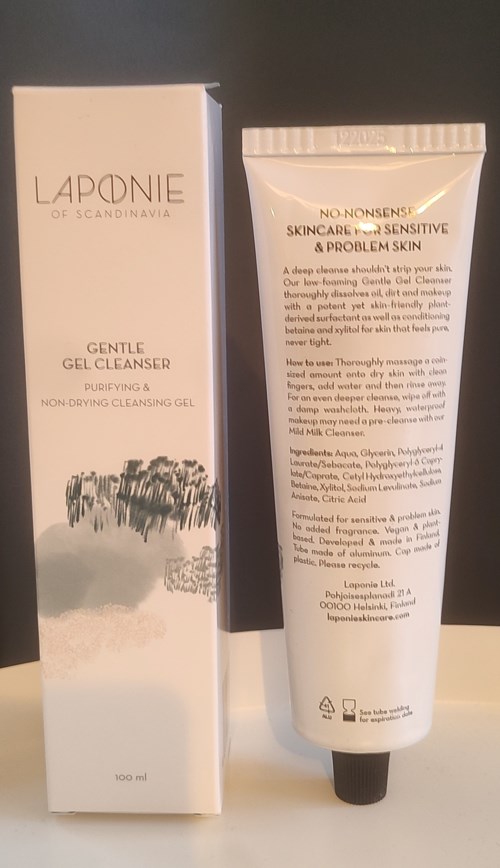 LAPONIE
OF SCANDINAVIA
GENTLE
GEL CLEANSER
PURIFYING &
NON-DRYING CLEANSING GEL
100 ml
122025
NO-NONSENSE
SKINCARE FOR SENSITIVE
& PROBLEM SKIN
A deep cleanse shouldn't strip your skin.
Our low-foaming Gentle Gel Cleanser
thoroughly dissolves oil, dirt and makeup
with a potent yet skin-friendly plant-
derived surfactant as well as conditioning
betaine and xylitol for skin that feels pure,
never tight.
How to use: Thoroughly massage a coin-
sized amount onto dry skin with clean
fingers, add water and then rinse away.
For an even deeper cleanse, wipe off with
a damp washcloth. Heavy, waterproof
makeup may need a pre-cleanse with our
Mild Milk Cleanser.
Ingredients: Aqua, Glycerin, Polyglyceryl-4
Laurate/Sebacate, Polyglyceryl-6 Capry-
late/Caprate, Cetyl Hydroxyethylcellulose,
Betaine, Xylitol, Sodium Levulinate, Sodium
Anisate, Citric Acid
Formulated for sensitive & problem skin.
No added fragrance. Vegan & plant-
based. Developed & made in Finland.
Tube made of aluminum. Cap made of
plastic. Please recycle.
Laponie Ltd.
Pohjoisesplanadi 21 A
00100 Helsinki, Finland
laponieskincare.com
41
ALU
See tube welding
for expiration date